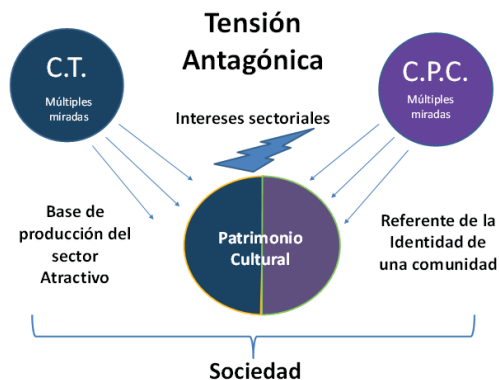 Tensión
Antagónica
C.T.
Múltiples
miradas
C.P.C.
Múltiples
miradas
Intereses sectoriales
Base de
producción del
sector
Atractivo
Patrimonio
Cultural
Referente de la
Identidad de
una comunidad
Sociedad